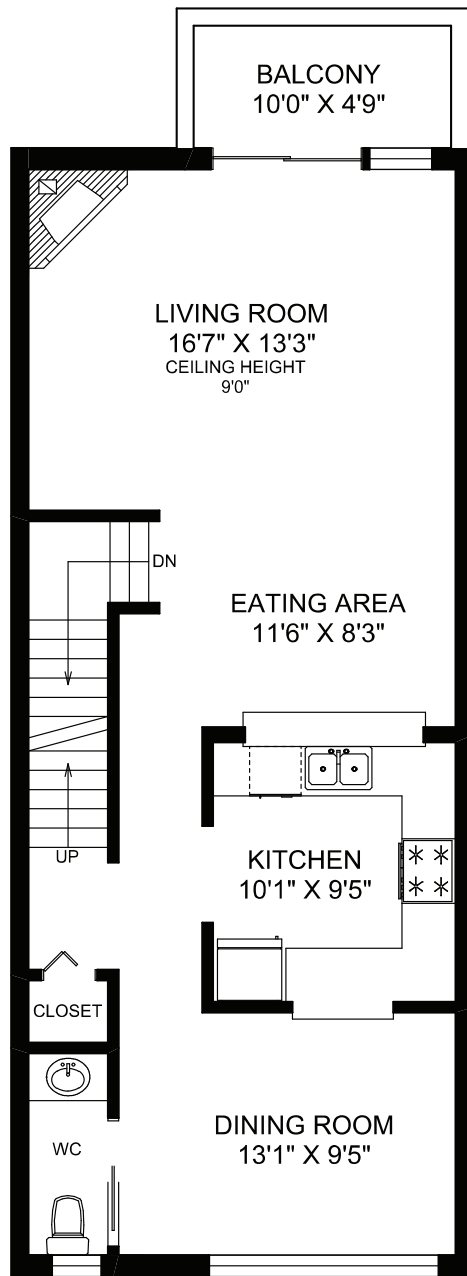 BALCONY
10'0" X 4'9"
LIVING ROOM
16'7" X 13'3"
CEILING HEIGHT
9'0"
DN
EATING AREA
11'6" X 8'3"
UP
KITCHEN
10'1" X 9'5"
CLOSET
DINING ROOM
13'1" X 9'5"
WC